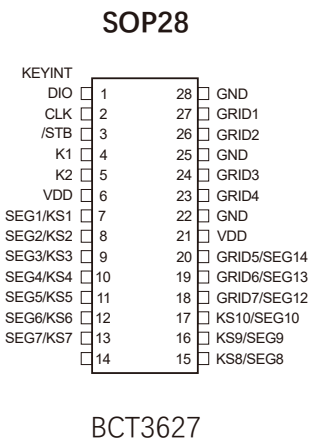 SOP28
KEYINT
DIO 1 28 GND
CLK 2 27 GRID1
/STB 3 26 GRID2
K1 4 25 GND
K2 5 24 GRID3
VDD 6 23 GRID4
SEG1/KS1 7 22 GND
SEG2/KS2 8 21 VDD
SEG3/KS3 9 20 GRID5/SEG14
SEG4/KS4 10 19 GRID6/SEG13
SEG5/KS5 11 18 GRID7/SEG12
SEG6/KS6 12 17 KS10/SEG10
SEG7/KS7 13 16 KS9/SEG9
14 15 KS8/SEG8
BCT3627